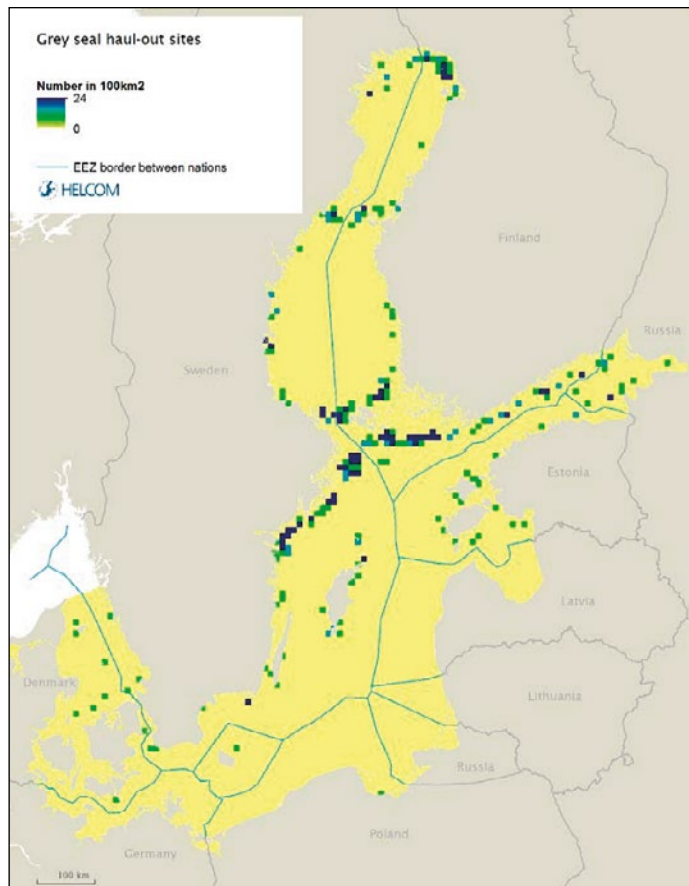 Grey seal haul-out sites
Number in 100km2
24
0
EEZ border between nations
HELCOM
Finland
Russia
Sweden
Estonia
Latvia
Denmark
Lithuania
Russia
Poland
Germany
100 km